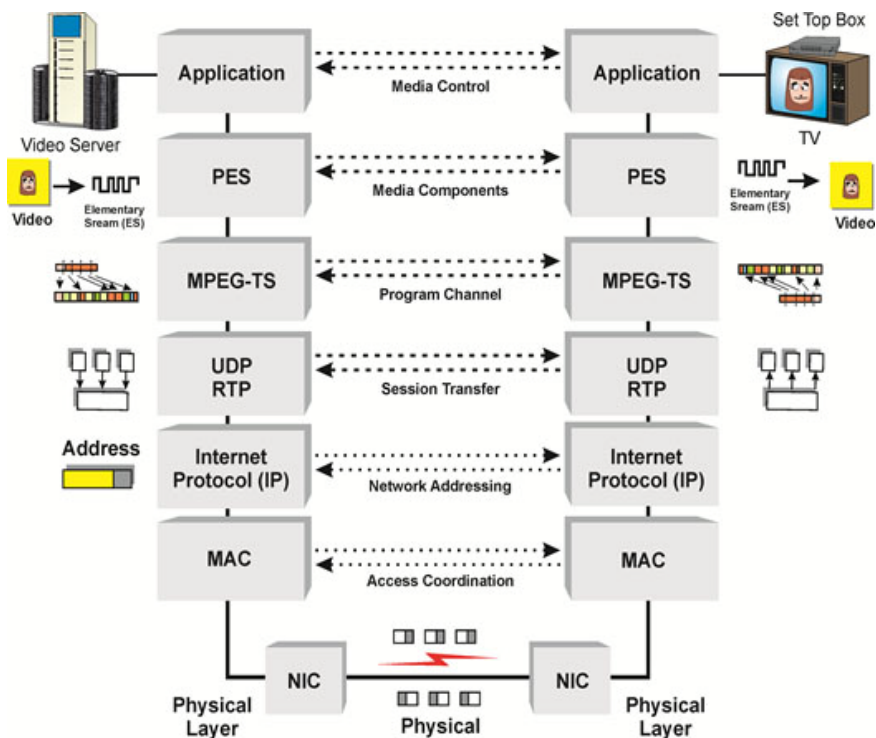 Set Top Box
Application
Media Control
Application
Video Server
TV
PES
Media Components
PES
Video
Elementary
Sream (ES)
Elementary
Sream (ES)
Video
MPEG-TS
Program Channel
MPEG-TS
UDP
RTP
Session Transfer
UDP
RTP
Address
Internet
Protocol (IP)
Network Addressing
Internet
Protocol (IP)
MAC
Access Coordination
MAC
NIC
NIC
Physical
Layer
Physical
Physical
Layer